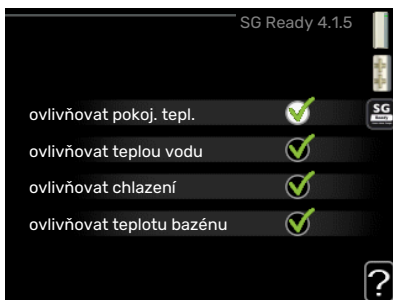 SG Ready 4.1.5
SG
Ready
ovlivňovat pokoj. tepl.
ovlivňovat teplou vodu
ovlivňovat chlazení
ovlivňovat teplotu bazénu
?